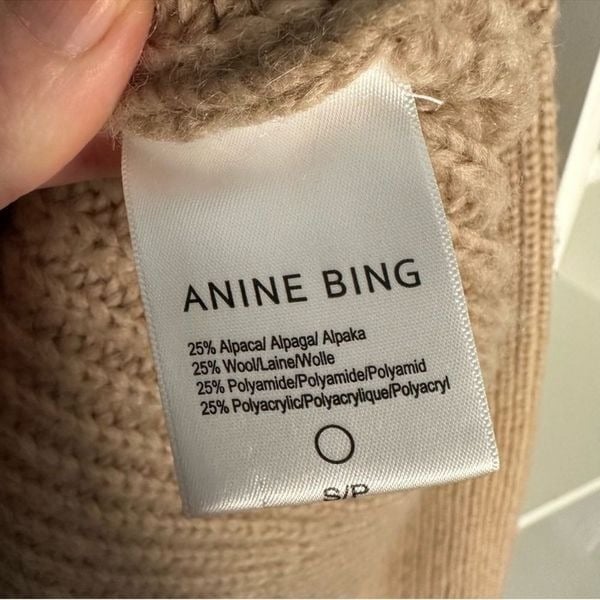 ANINE BING
25% Alpaca/ Alpaga/ Alpaka
25% Wool/Laine/Wolle
25% Polyamide/Polyamide/Polyamid
25% Polyacrylic/Polyacrylique/Polyacryl
S/P